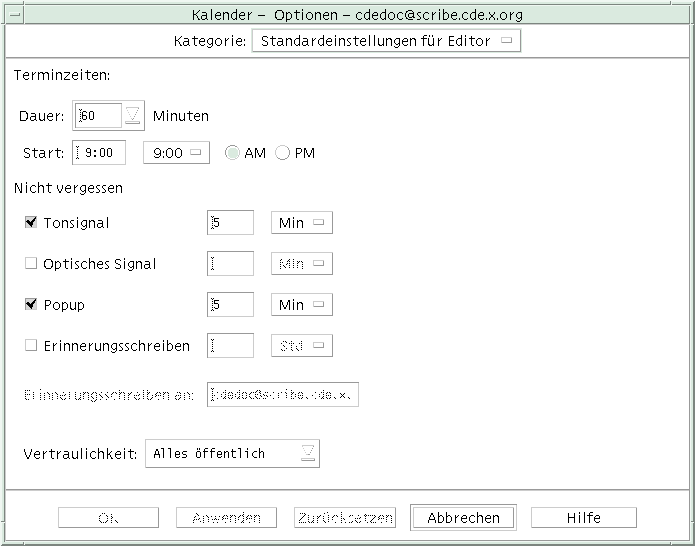 Kalender – Optionen – cdedoc@scribe.cde.x.org
Kategorie: Standardeinstellungen für Editor
Terminzeiten:
Dauer: 60 Minuten
Start: 9:00 9:00 AM PM
Nicht vergessen
Tonsignal 5 Min
Optisches Signal Min
Popup 5 Min
Erinnerungsschreiben Std
Erinnerungsschreiben an: cdedoc@scribe.cde.x.
Vertraulichkeit: Alles öffentlich
OK Anwenden Zurücksetzen Abbrechen Hilfe